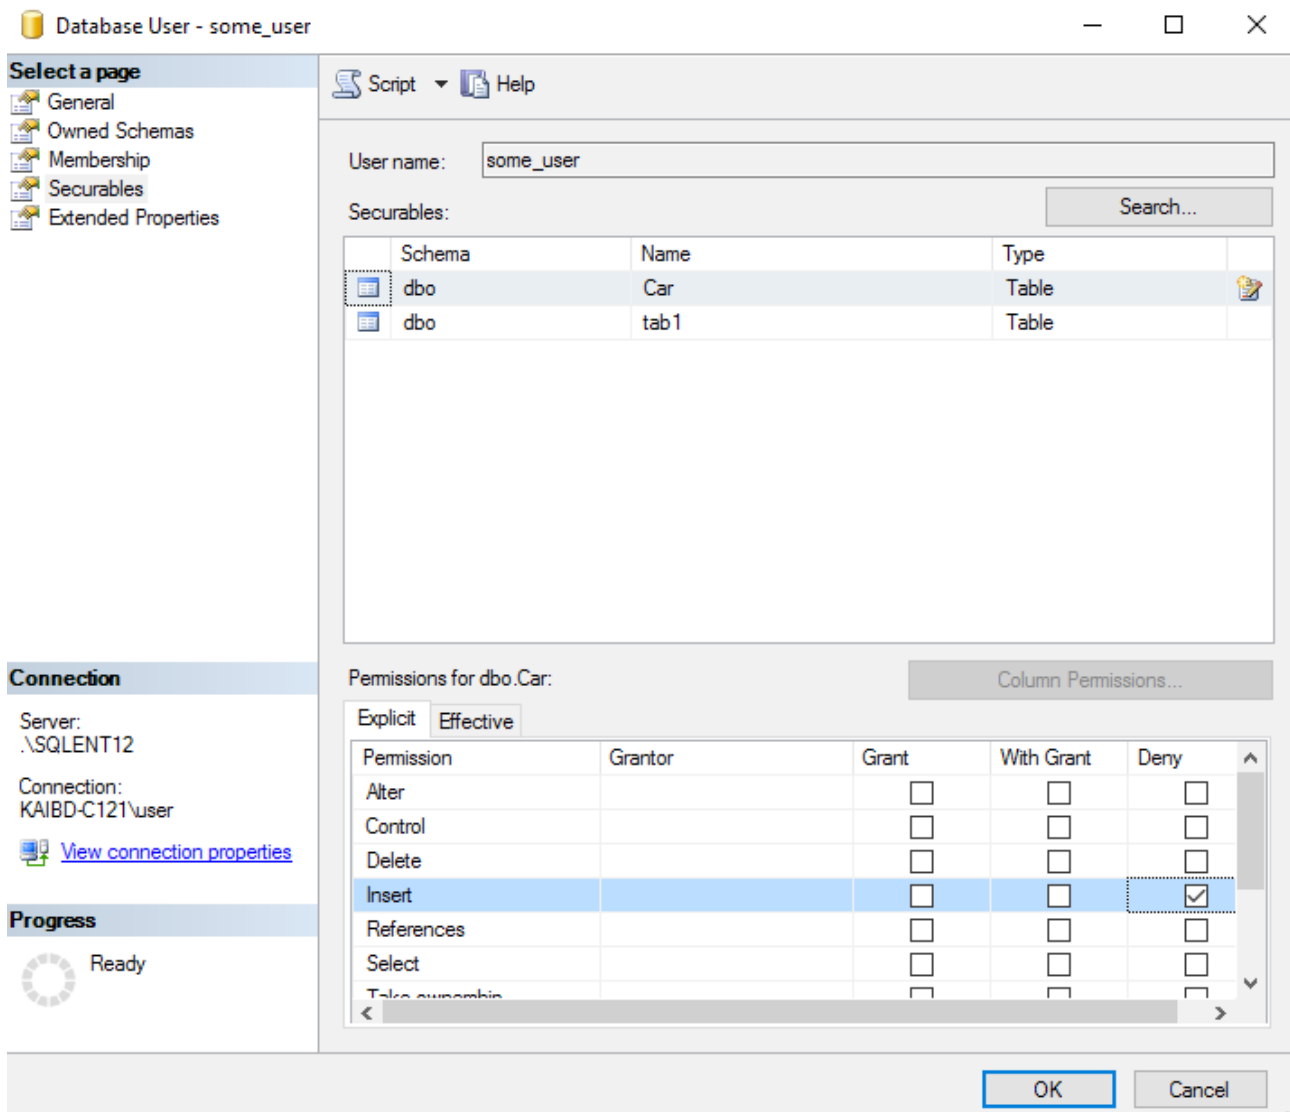 Database User - some_user
Select a page
General
Owned Schemas
Membership
Securables
Extended Properties
Script Help
User name: some_user
Securables: Search...
Schema Name Type
dbo Car Table
dbo tab1 Table
Connection
Server:
.\SQLENT12
Connection:
KAIBD-C121\user
View connection properties
Progress
Ready
Permissions for dbo.Car: Column Permissions...
Explicit Effective
Permission Grantor Grant With Grant Deny
Alter
Control
Delete
Insert
References
Select
Take ownership
OK Cancel